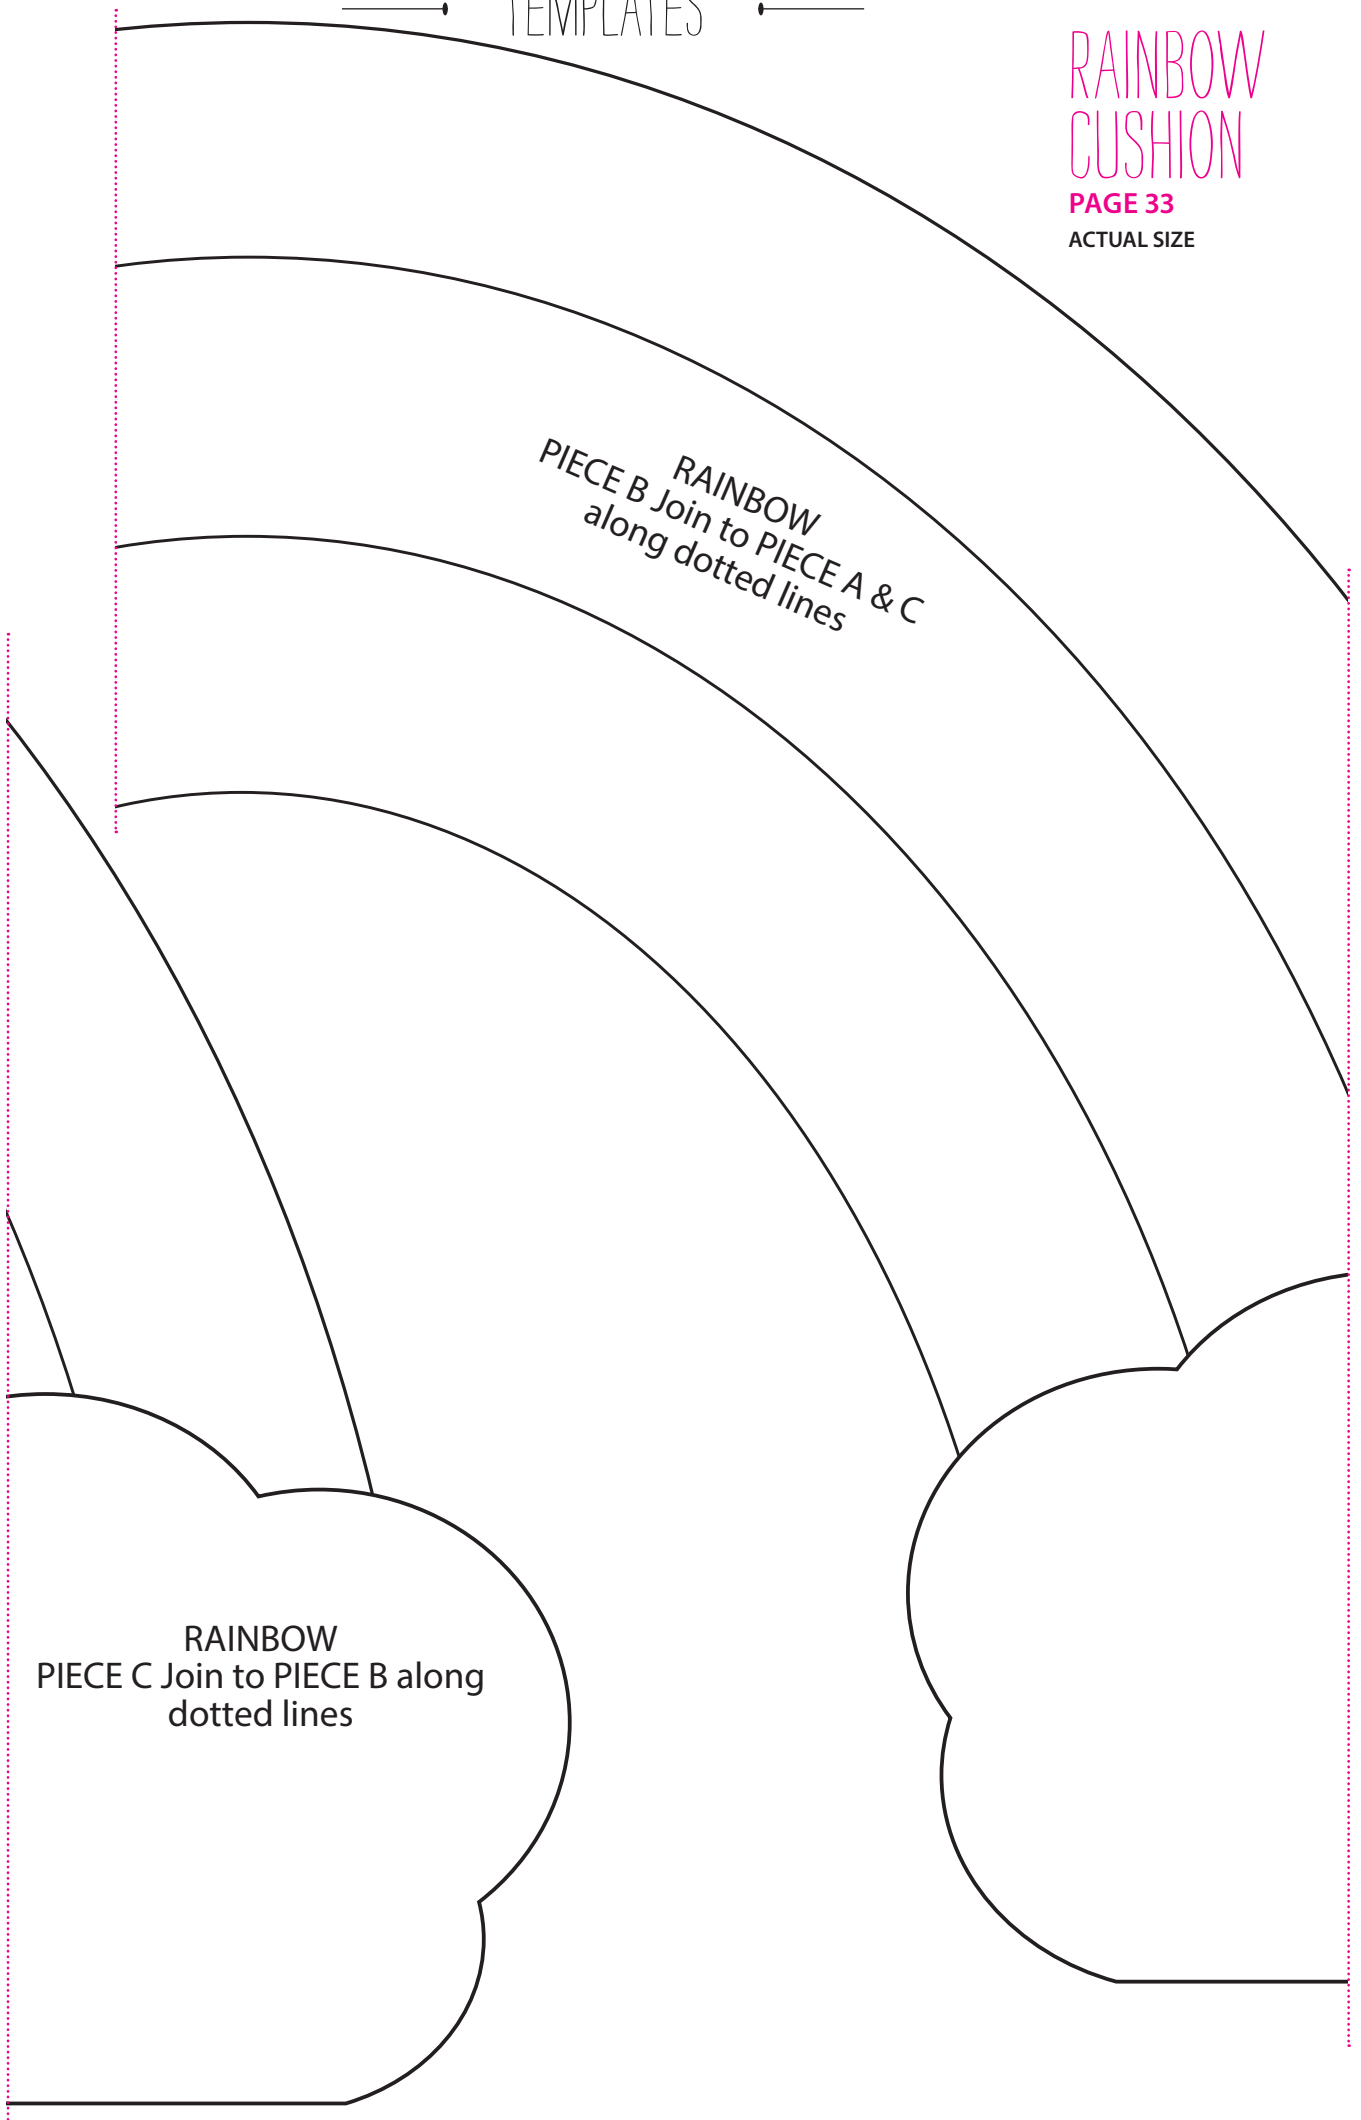 TEMPLATES
RAINBOW
CUSHION
PAGE 33
ACTUAL SIZE
RAINBOW
PIECE B Join to PIECE A & C
along dotted lines
RAINBOW
PIECE C Join to PIECE B along
dotted lines